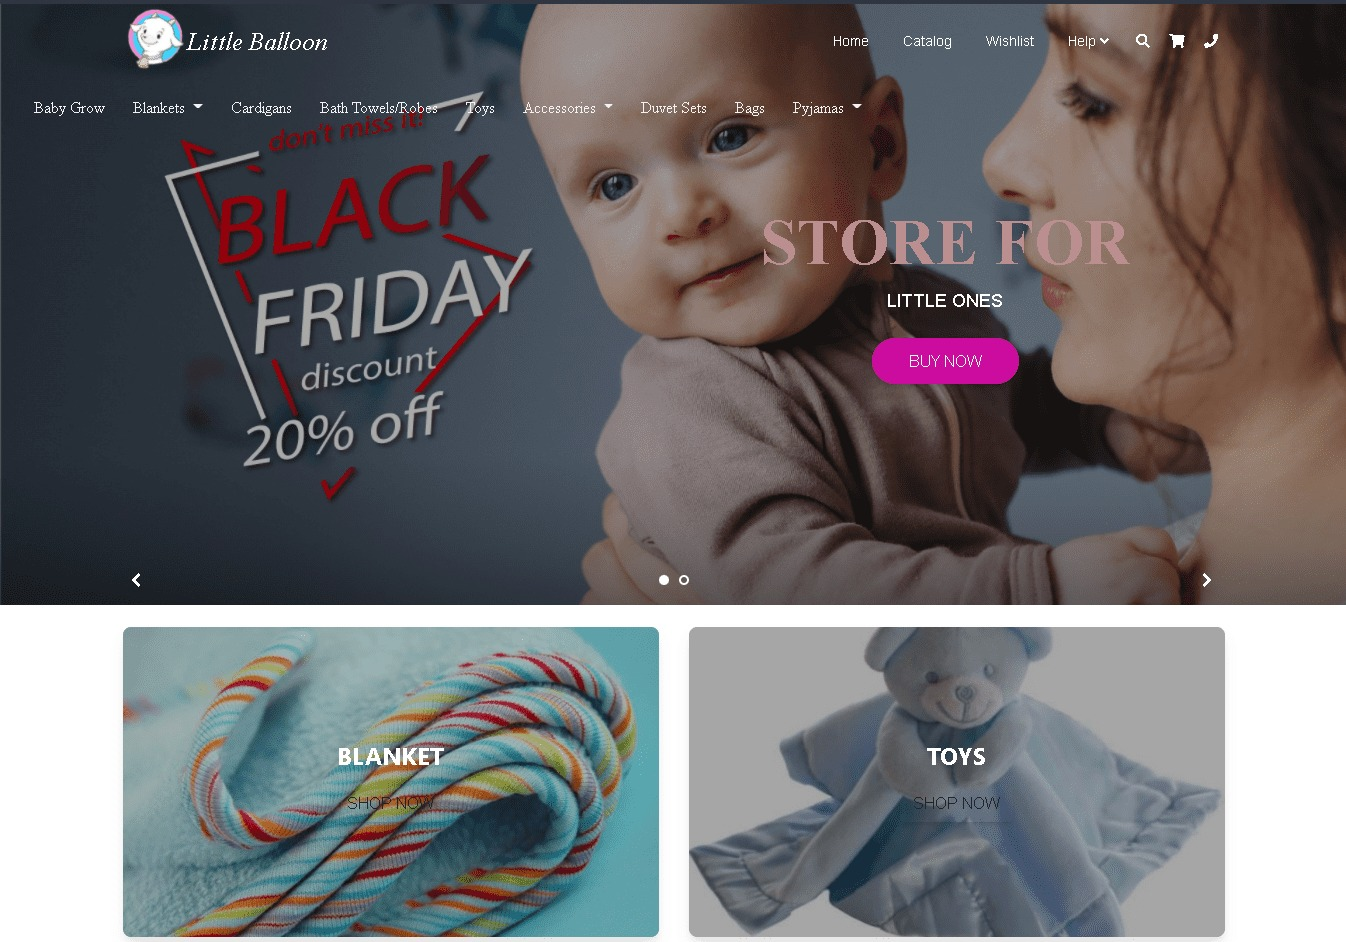 Little Balloon
Home Catalog Wishlist Help
Baby Grow Blankets Cardigans Bath Towels/Robes Toys Accessories Duvet Sets Bags Pyjamas
don't miss it!
BLACK
FRIDAY
discount
20% off
STORE FOR
LITTLE ONES
BUY NOW
BLANKET
SHOP NOW
TOYS
SHOP NOW